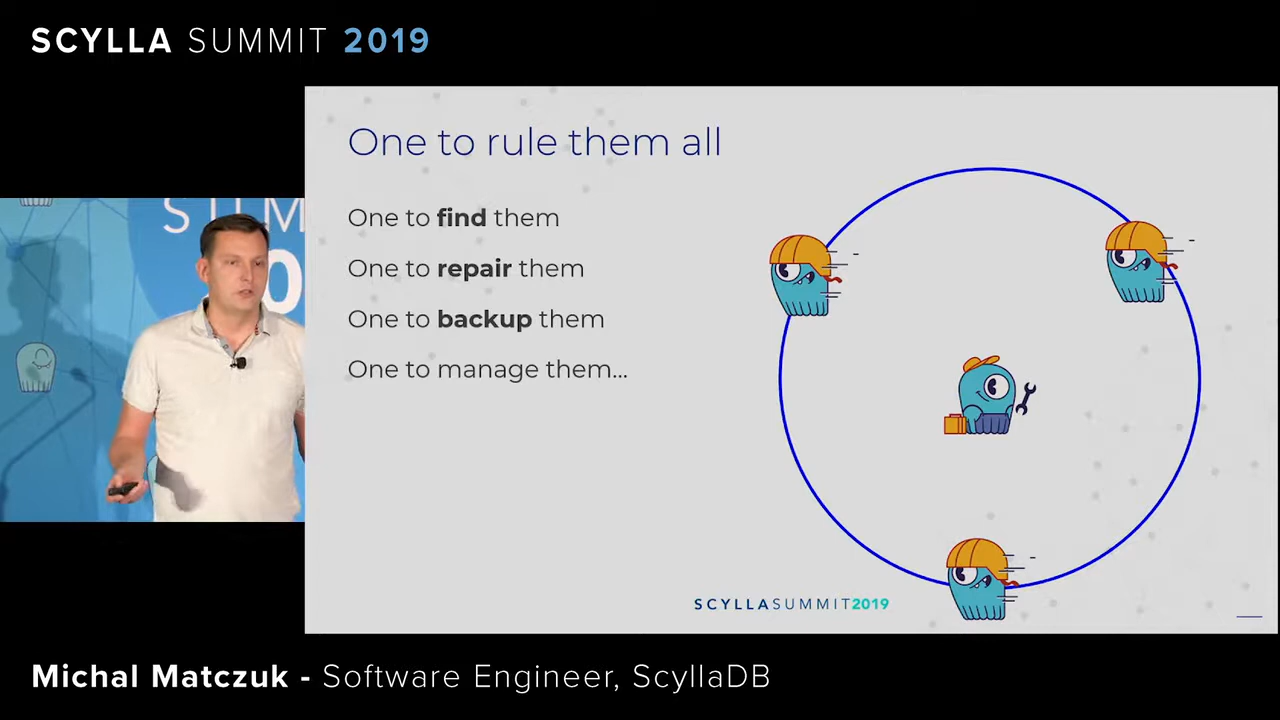 SCYLLA SUMMIT 2019
One to rule them all
One to find them
One to repair them
One to backup them
One to manage them...
SCYLLASUMMIT2019
Michal Matczuk - Software Engineer, ScyllaDB